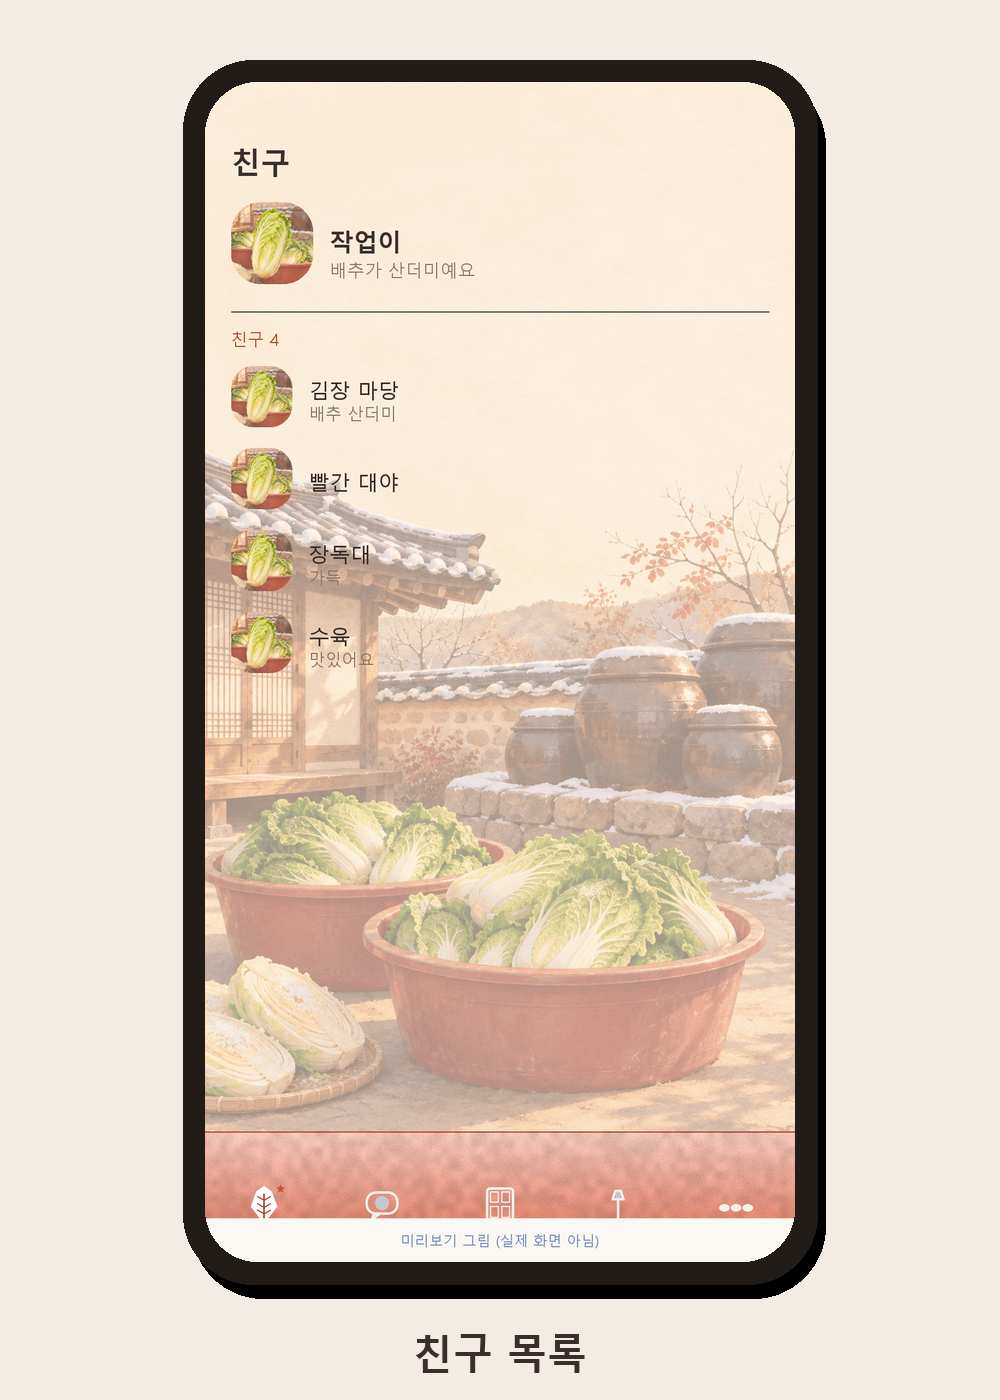 친구
작업이
배추가 산더미예요
친구 4
김장 마당
배추 산더미
빨간 대야
장독대
가득
수육
맛있어요
미리보기 그림 (실제 화면 아님)
친구 목록